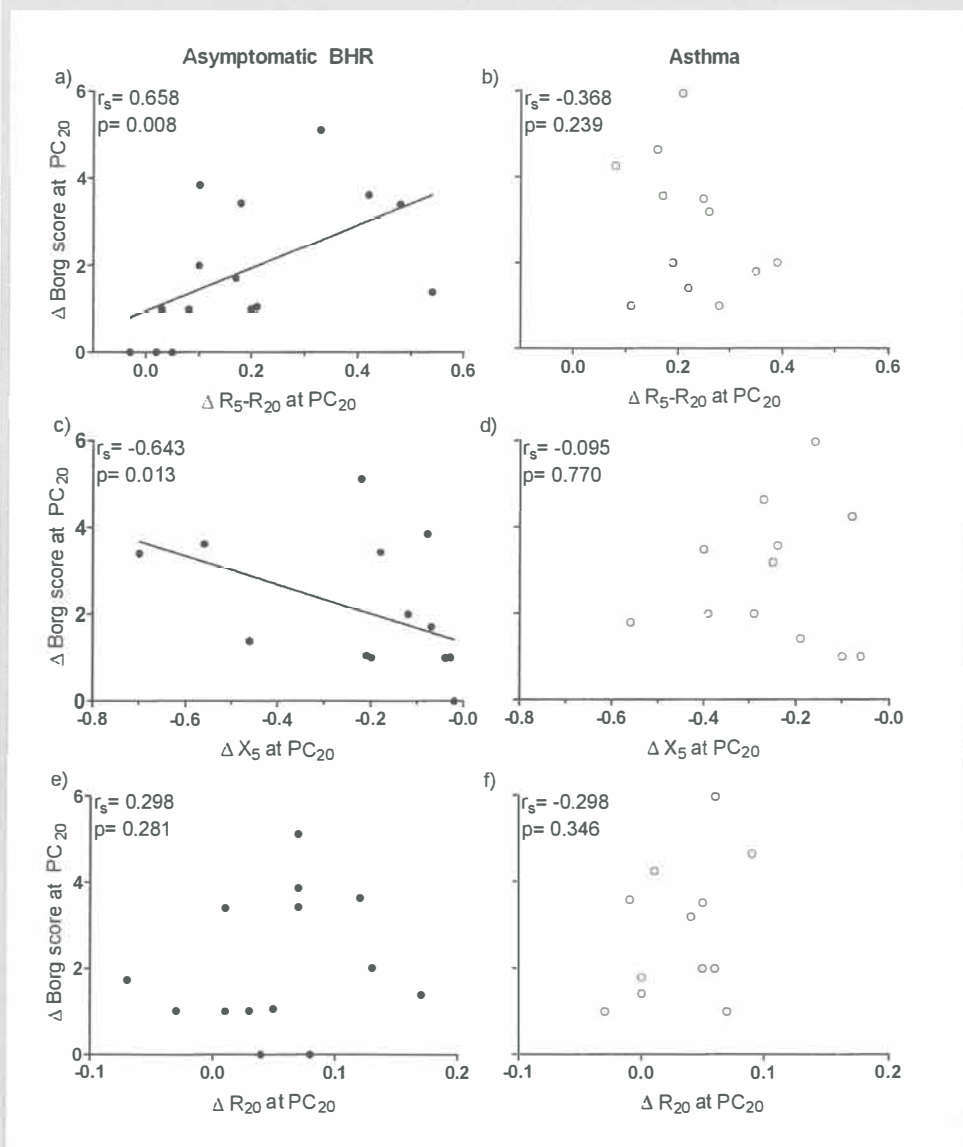 Asymptomatic BHR
Asthma
a)
rs= 0.658
p= 0.008
Δ Borg score at PC20
6
4
2
0
0.0 0.2 0.4 0.6
Δ R5-R20 at PC20
b)
rs= -0.368
p= 0.239
0.0 0.2 0.4 0.6
Δ R5-R20 at PC20
c)
rs= -0.643
p= 0.013
Δ Borg score at PC20
6
4
2
0
-0.8 -0.6 -0.4 -0.2 -0.0
Δ X5 at PC20
d)
rs= -0.095
p= 0.770
-0.8 -0.6 -0.4 -0.2 -0.0
Δ X5 at PC20
e)
rs= 0.298
p= 0.281
Δ Borg score at PC20
6
4
2
0
-0.1 0.0 0.1 0.2
Δ R20 at PC20
f)
rs= -0.298
p= 0.346
-0.1 0.0 0.1 0.2
Δ R20 at PC20